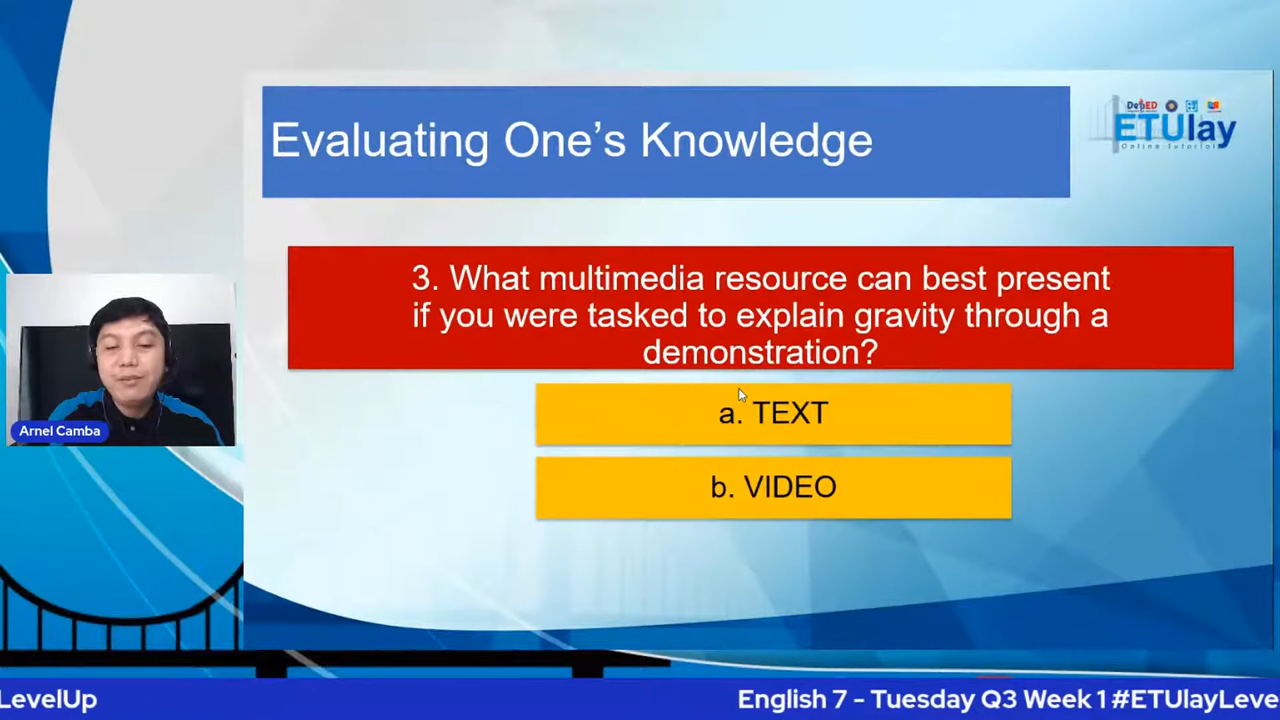 Evaluating One's Knowledge
DepED
ETUlay
Online Tutorial
3. What multimedia resource can best present
if you were tasked to explain gravity through a
demonstration?
a. TEXT
b. VIDEO
Arnel Camba
LevelUp
English 7 - Tuesday Q3 Week 1 #ETUlayLeve